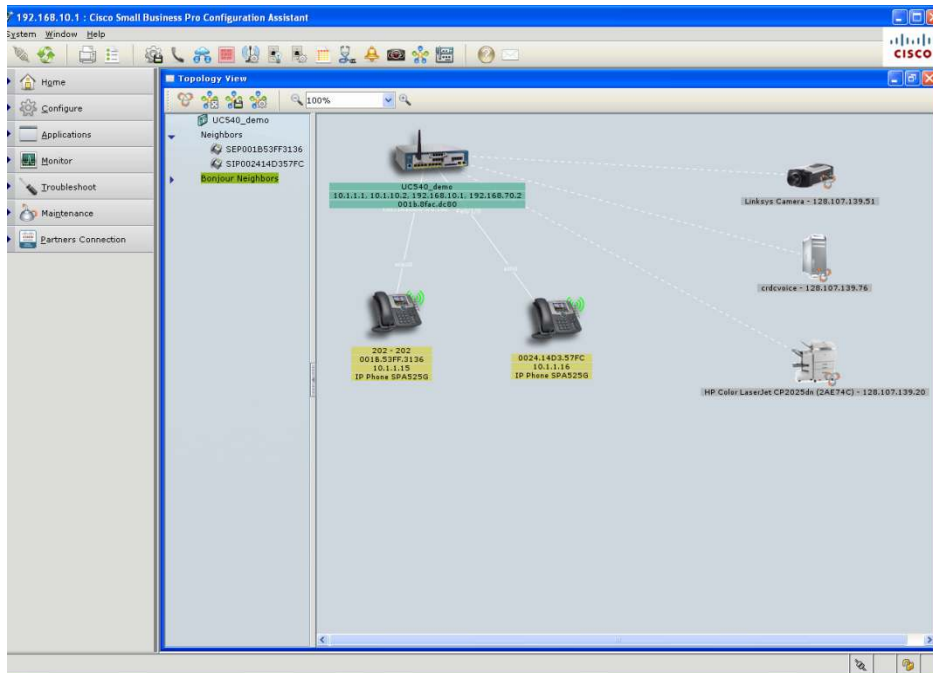 192.168.10.1 : Cisco Small Business Pro Configuration Assistant
System Window Help
CISCO
Home
Configure
Applications
Monitor
Troubleshoot
Maintenance
Partners Connection
Topology View
100%
UC540_demo
Neighbors
SEP001B53FF3136
SIP002414D357FC
Bonjour Neighbors
UC540_demo
10.1.1.1, 10.1.10.2, 192.168.10.1, 192.168.70.2
001b.0fac.dc80
202 - 202
001B.53FF.3136
10.1.1.15
IP Phone SPA525G
0024.14D3.57FC
10.1.1.16
IP Phone SPA525G
Linksys Camera - 128.107.139.51
crdcvoice - 128.107.139.76
HP Color LaserJet CP2025dn (2AE74C) - 128.107.139.20